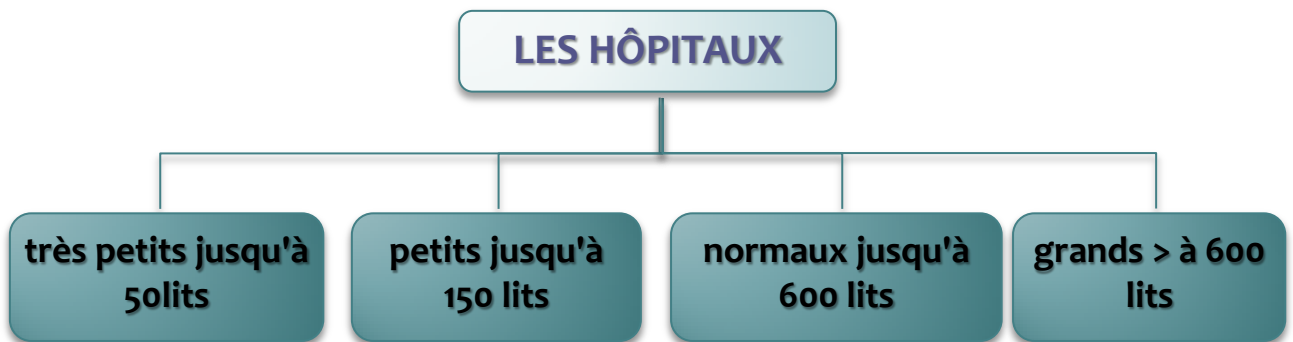 LES HÔPITAUX
très petits jusqu'à
50lits
petits jusqu'à
150 lits
normaux jusqu'à
600 lits
grands > à 600
lits